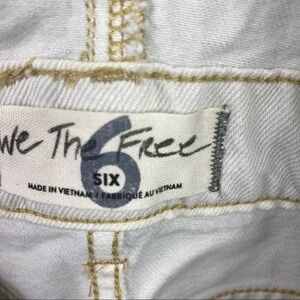 We The Free
6
SIX
MADE IN VIETNAM / FABRIQUÉ AU VIETNAM